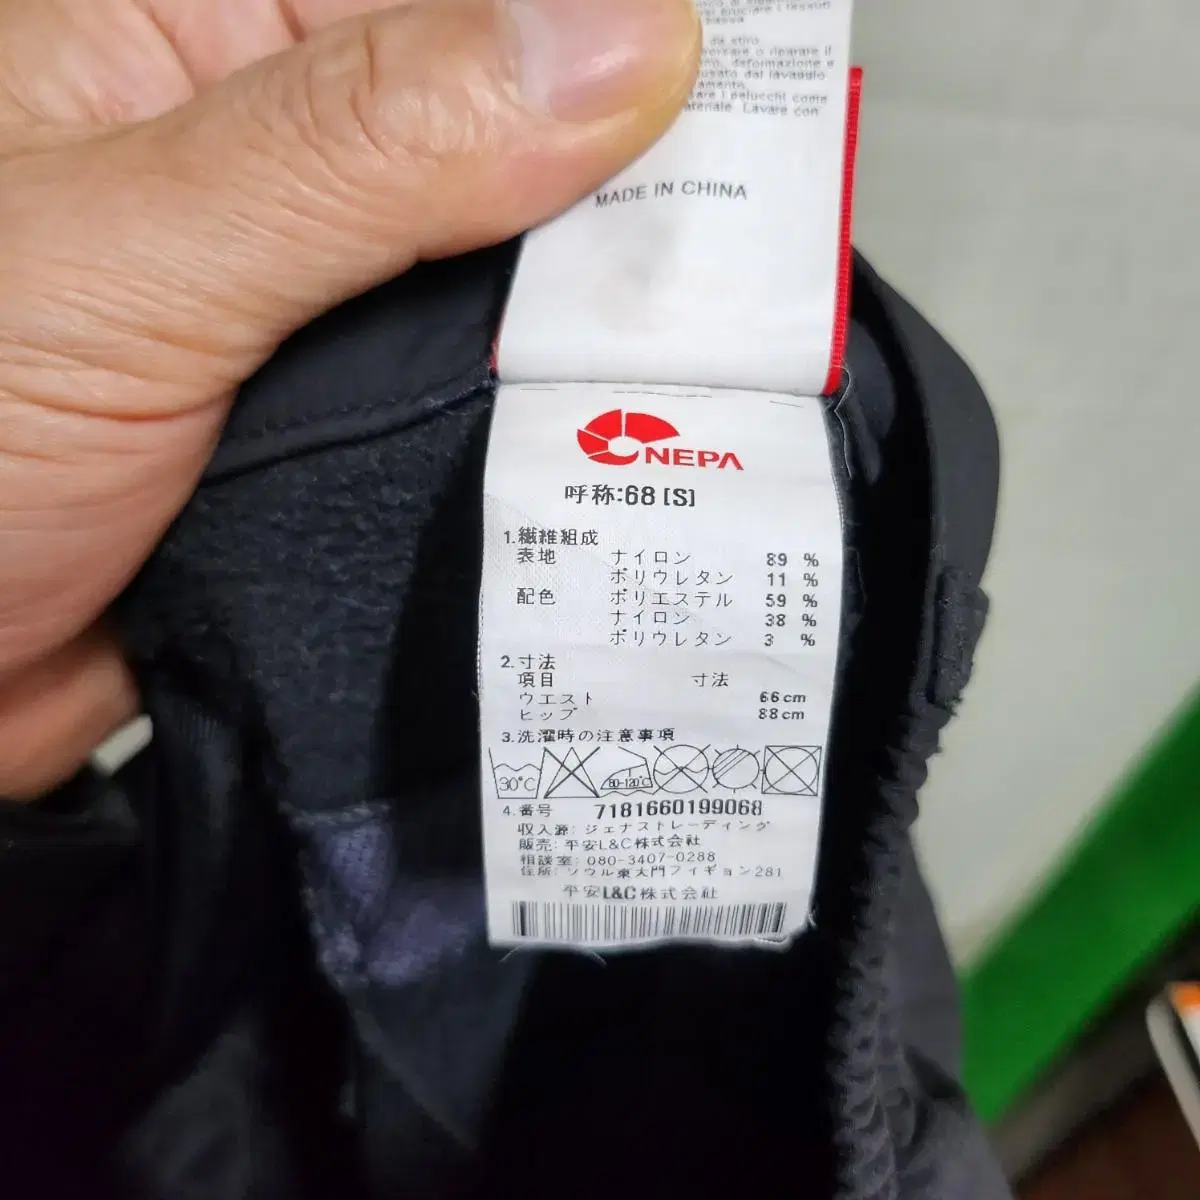 da stiro.
MADE IN CHINA
NEPA
呼称:68 [S]
1.繊維組成
表地 ナイロン 89 %
ポリウレタン 11 %
配色 ポリエステル 59 %
ナイロン 38 %
ポリウレタン 3 %
2.寸法
項目 寸法
ウエスト 66cm
ヒップ 88cm
3.洗濯時の注意事項
30°C 80-120°C
4.番号 7181660199068
収入源: ジェナストレーディング
販売: 平安L&C株式会社
相談室: 080-3407-0288
住所: ソウル東大門フィギョン281
平安L&C株式会社